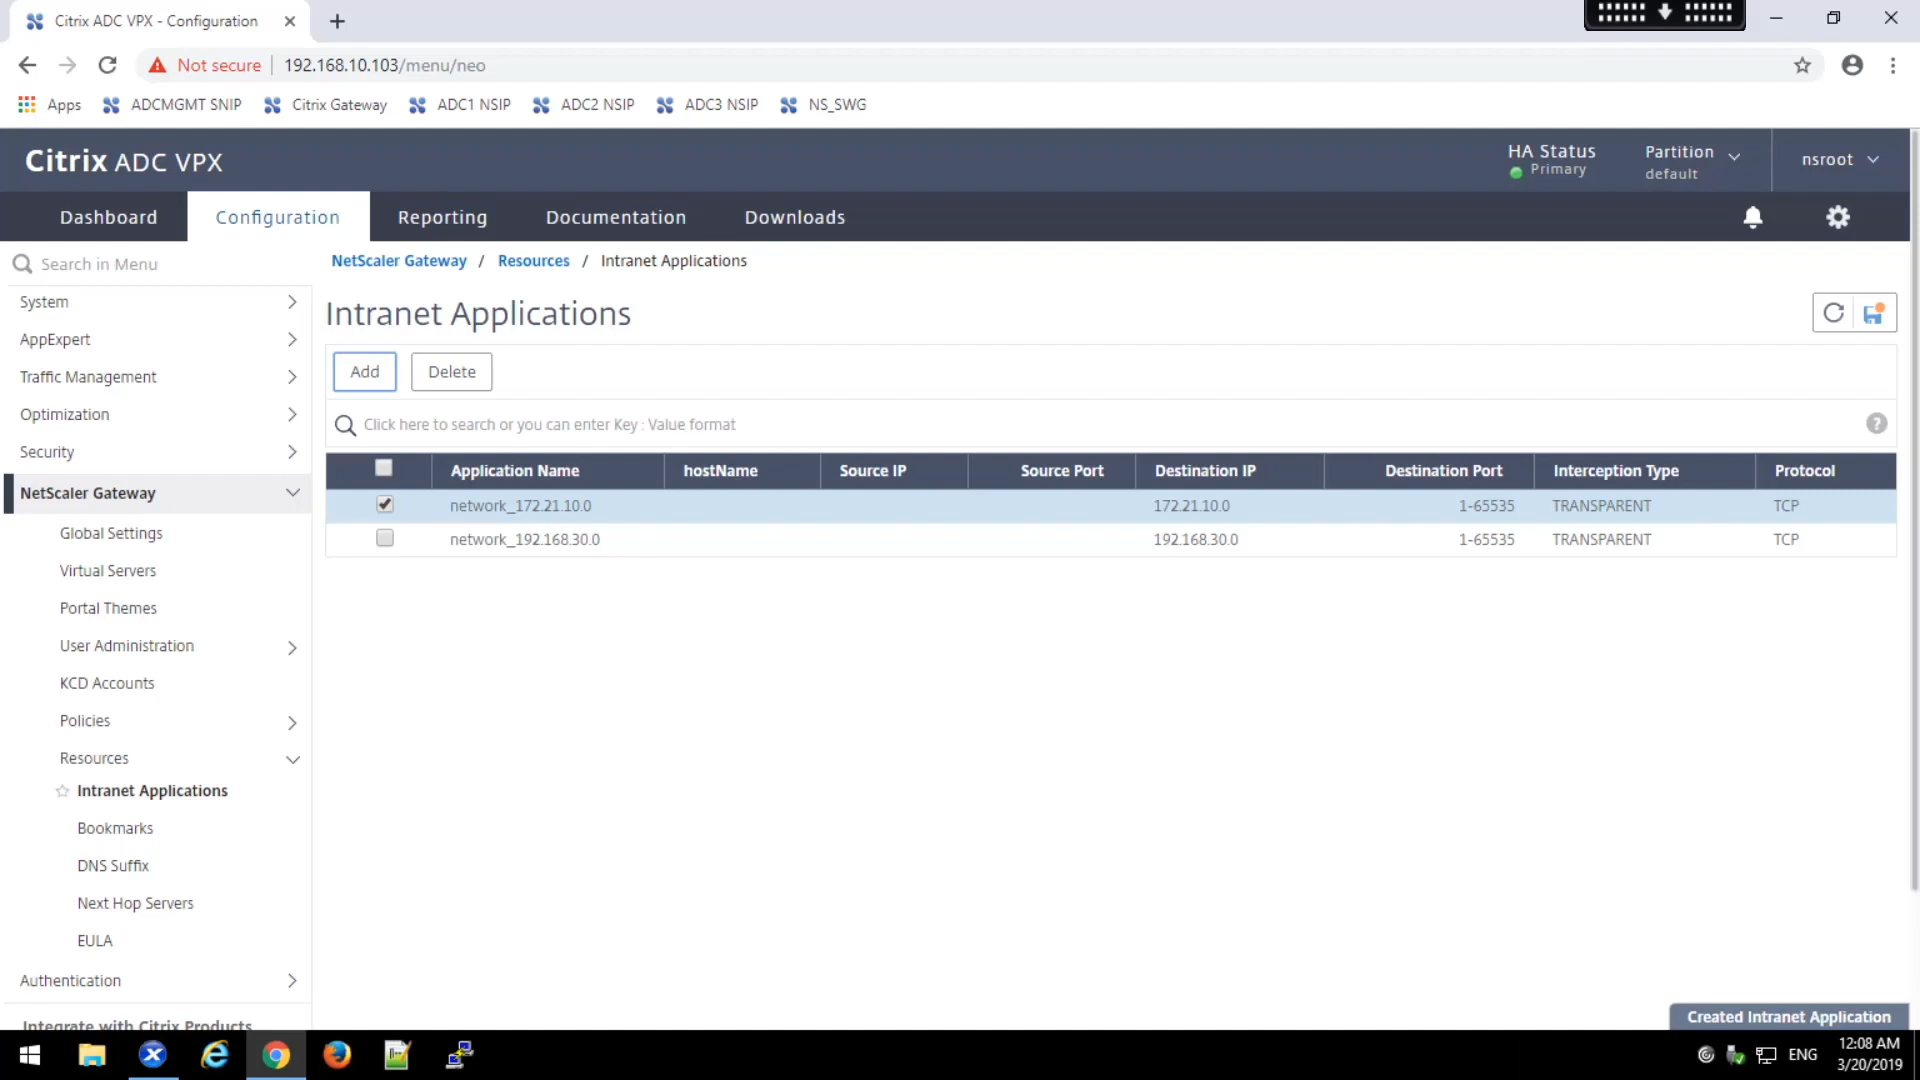 Citrix ADC VPX - Configuration
Not secure 192.168.10.103/menu/neo
Apps ADCMGMT SNIP Citrix Gateway ADC1 NSIP ADC2 NSIP ADC3 NSIP NS_SWG
Citrix ADC VPX
HA Status
Primary
Partition
default
nsroot
Dashboard Configuration Reporting Documentation Downloads
Search in Menu
System
AppExpert
Traffic Management
Optimization
Security
NetScaler Gateway
Global Settings
Virtual Servers
Portal Themes
User Administration
KCD Accounts
Policies
Resources
Intranet Applications
Bookmarks
DNS Suffix
Next Hop Servers
EULA
Authentication
Integrate with Citrix Products
NetScaler Gateway / Resources / Intranet Applications
Intranet Applications
Add Delete
Click here to search or you can enter Key : Value format
?
Application Name hostName Source IP Source Port Destination IP Destination Port Interception Type Protocol
network_172.21.10.0 172.21.10.0 1-65535 TRANSPARENT TCP
network_192.168.30.0 192.168.30.0 1-65535 TRANSPARENT TCP
Created Intranet Application
ENG
12:08 AM
3/20/2019